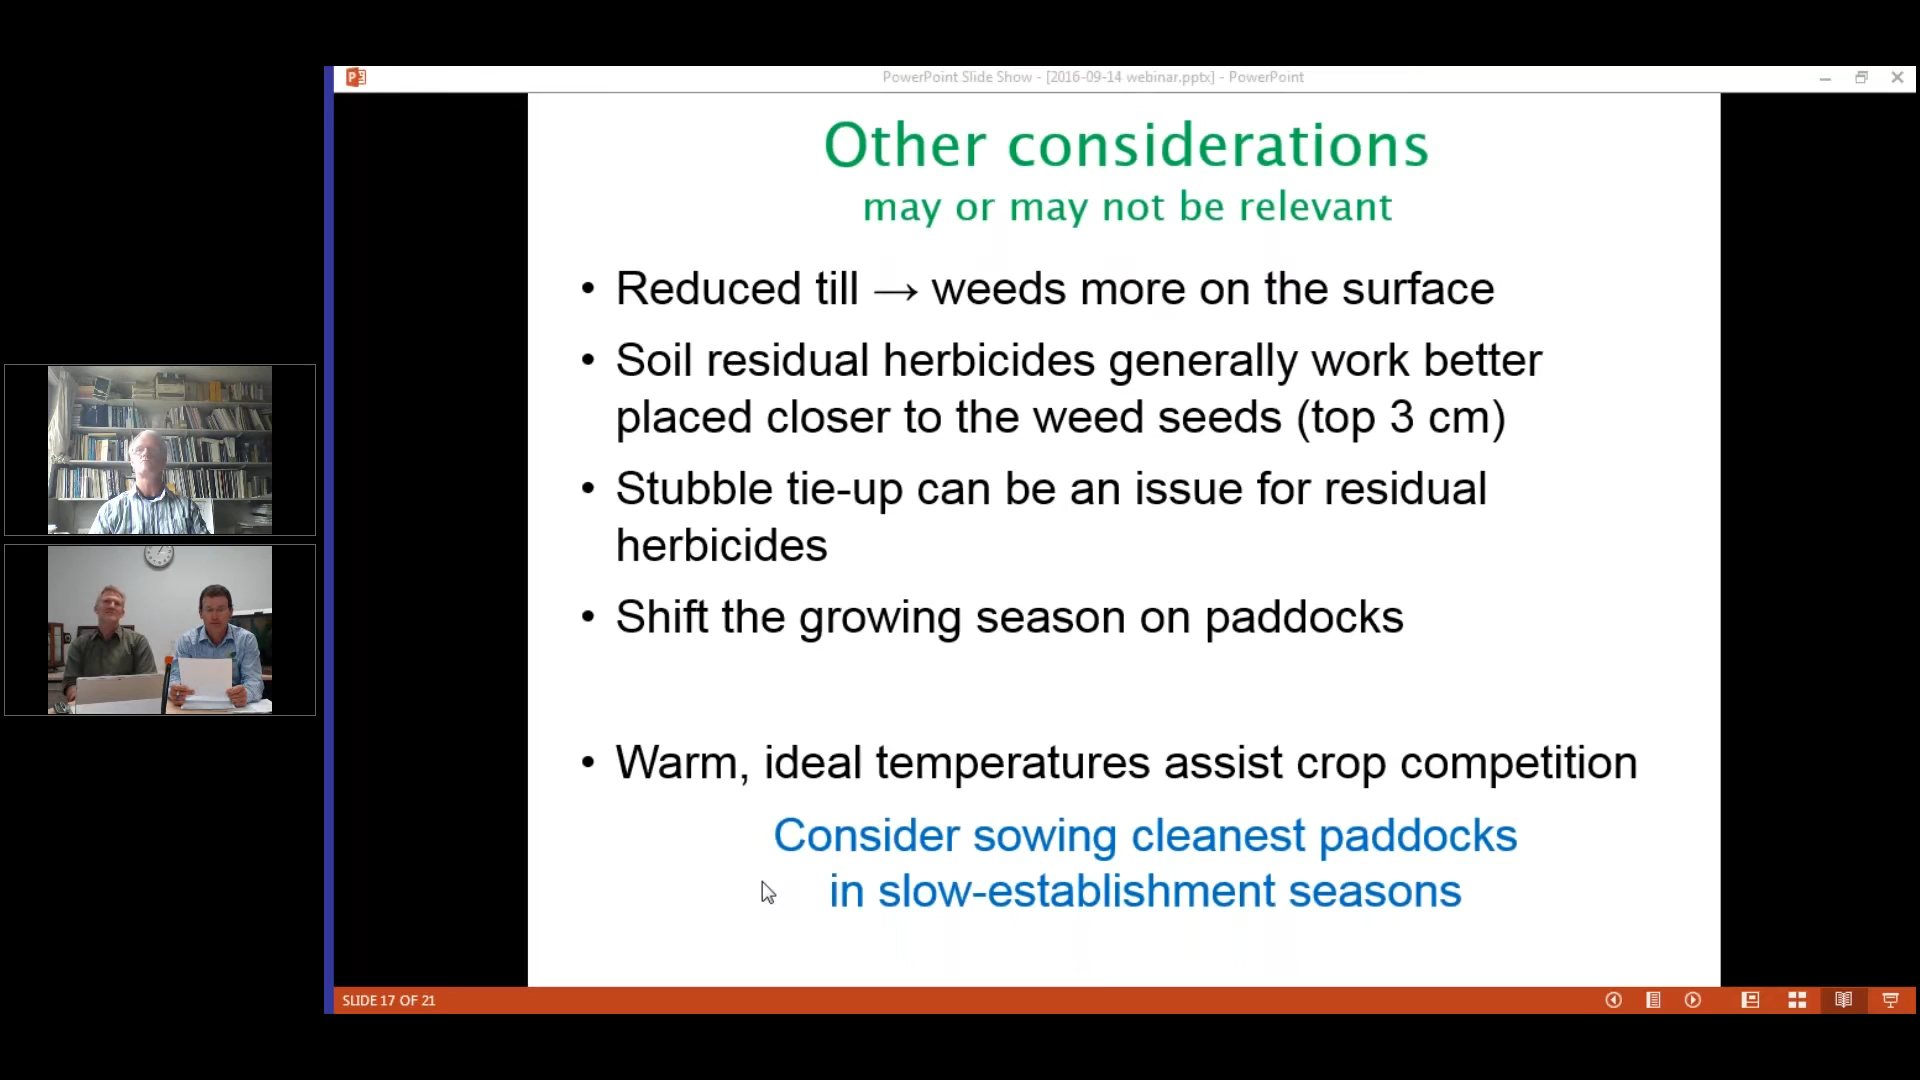 PowerPoint Slide Show - [2016-09-14 webinar.pptx] - PowerPoint
Other considerations
may or may not be relevant
• Reduced till → weeds more on the surface
• Soil residual herbicides generally work better
placed closer to the weed seeds (top 3 cm)
• Stubble tie-up can be an issue for residual
herbicides
• Shift the growing season on paddocks
• Warm, ideal temperatures assist crop competition
Consider sowing cleanest paddocks
in slow-establishment seasons
SLIDE 17 OF 21